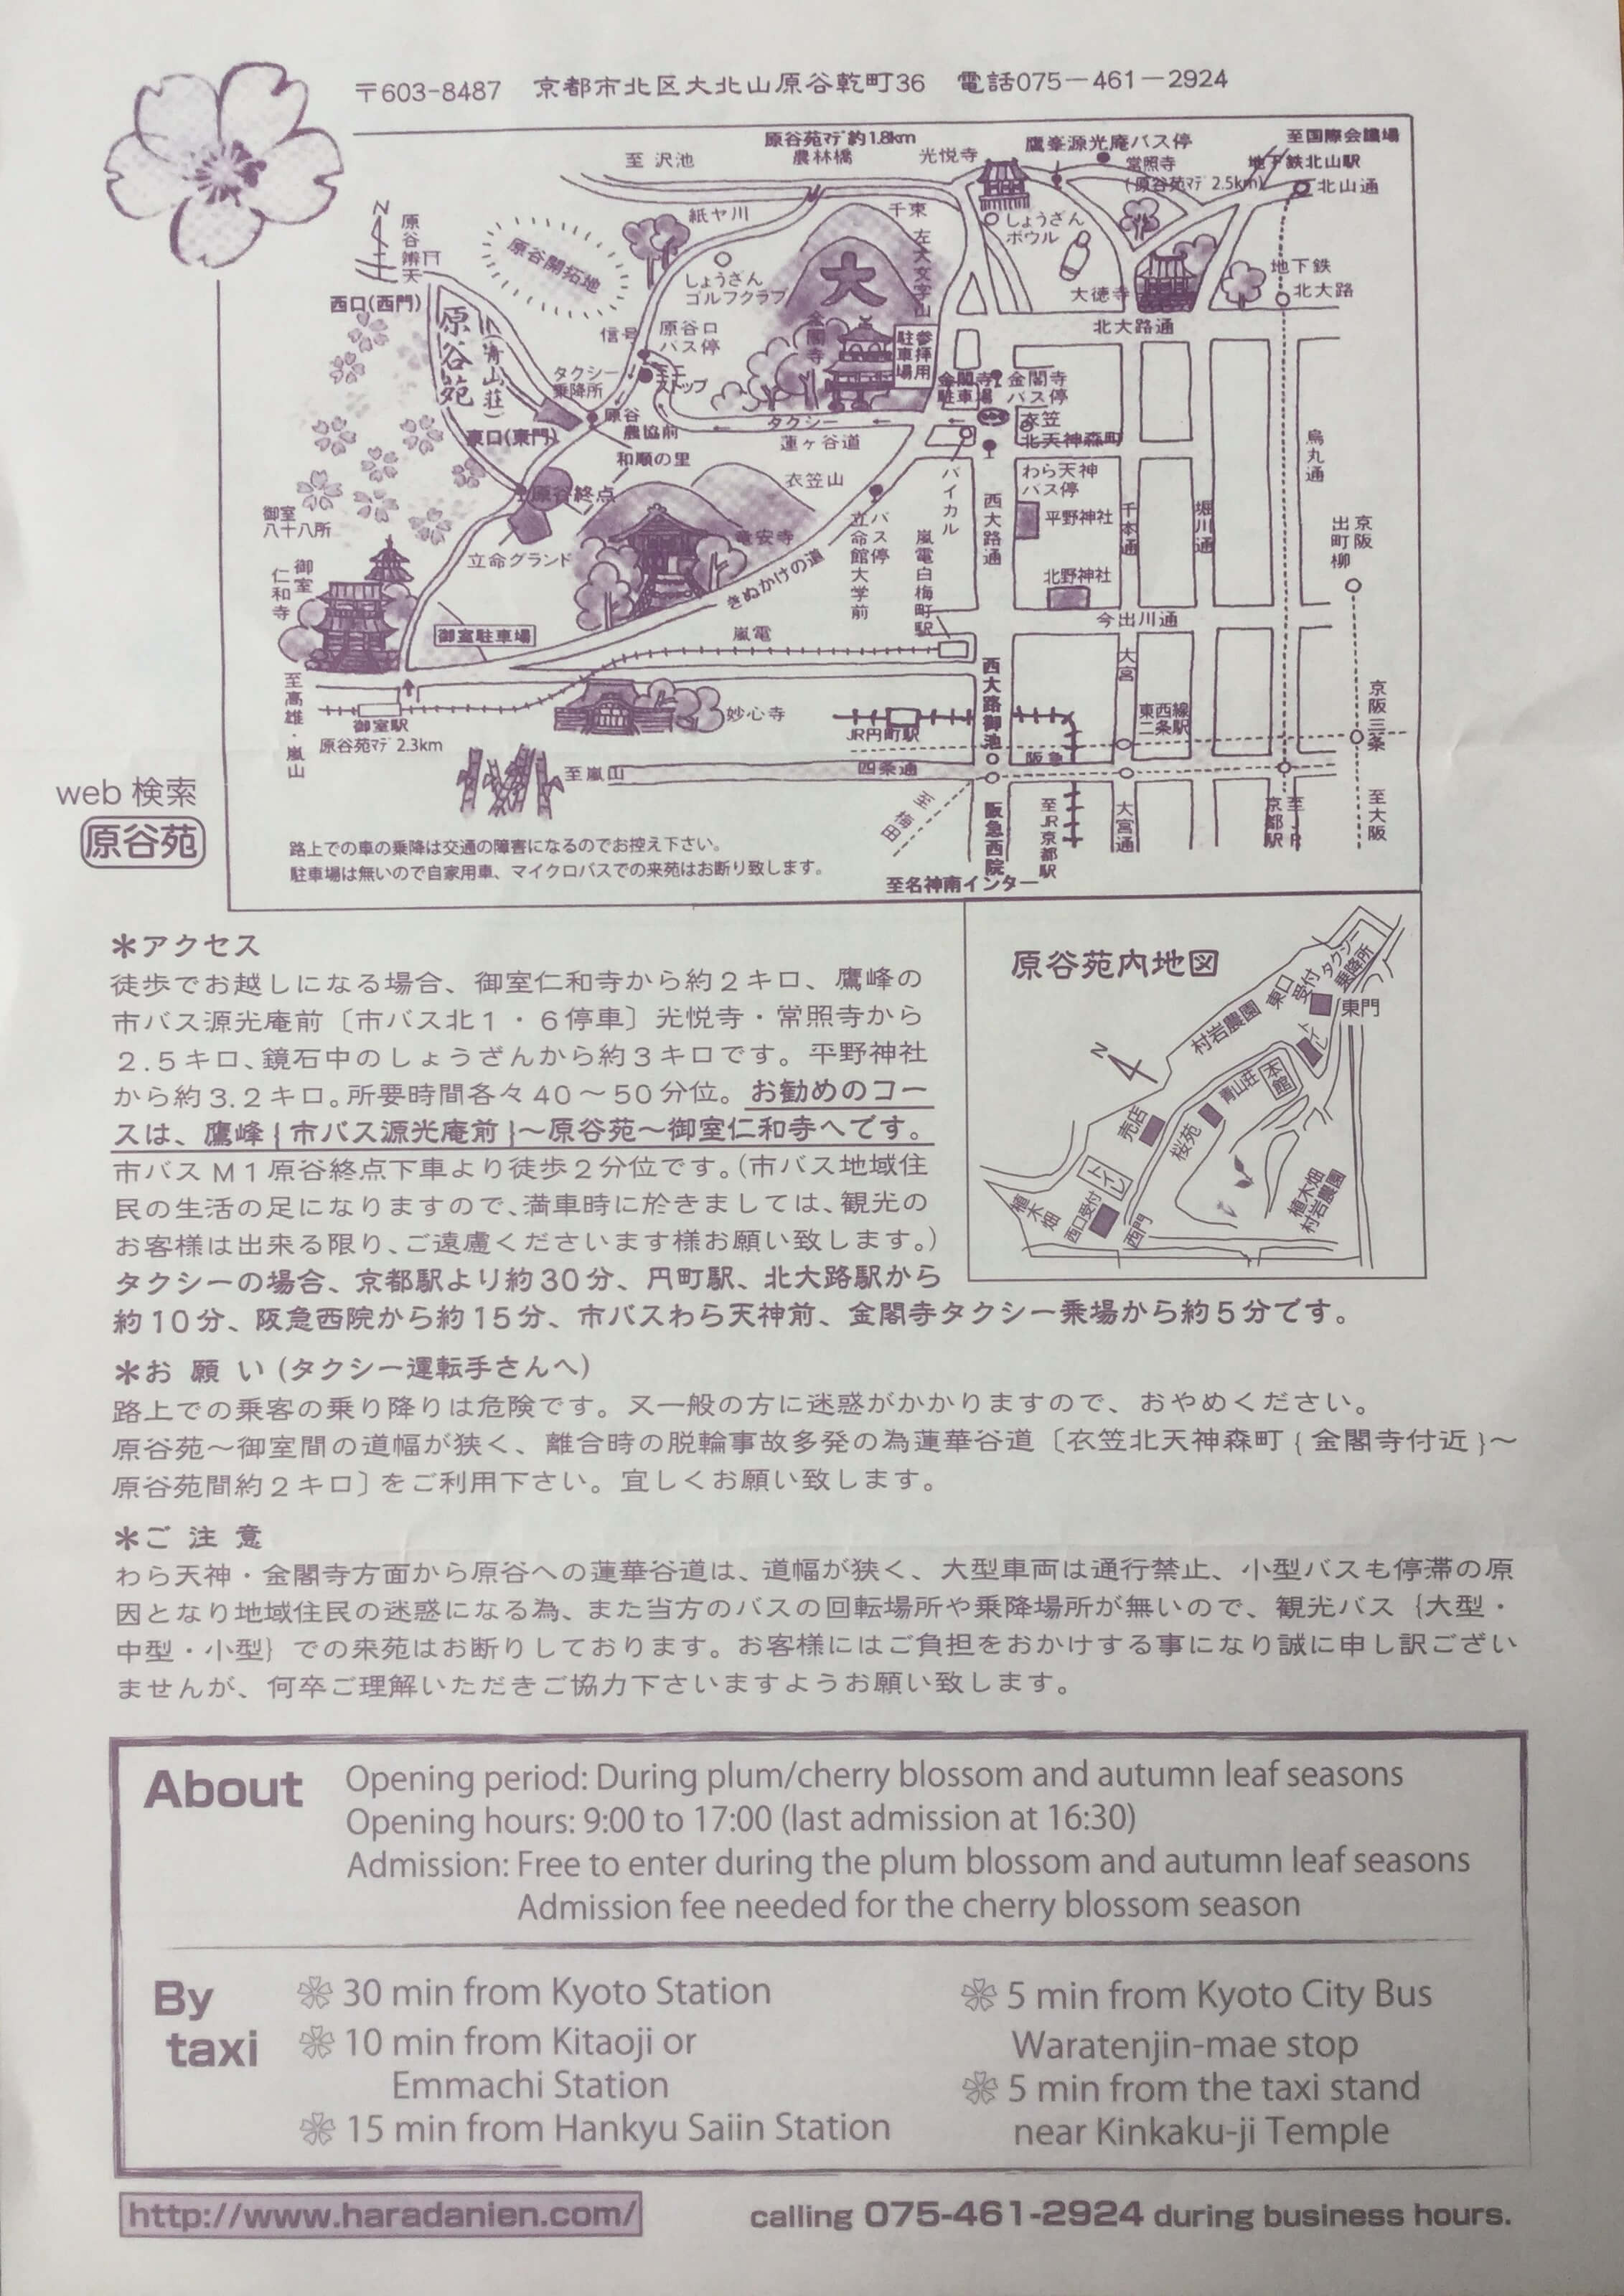 〒603-8487 京都市北区大北山原谷乾町36 電話075－461－2924
原谷苑ﾏﾃﾞ約1.8km
至 沢池
農林橋
光悦寺
鷹峯源光庵バス停
常照寺
(原谷苑ﾏﾃﾞ2.5km)
至国際会議場
地下鉄北山駅
北山通
N
原谷辨天
原谷開拓地
紙ヤ川
千束
左大文字山
大
しょうざん
ボウル
しょうざん
ゴルフクラブ
大徳寺
地下鉄
北大路
北大路通
西口(西門)
原谷苑
(青山荘)
信号
原谷口
バス停
タクシー
乗降所
ミニ
ストップ
金閣寺
参拝用
駐車場
金閣寺
駐車場
金閣寺
バス停
衣笠
北天神森町
東口(東門)
原谷
農協前
タクシー
蓮ヶ谷道
和順の里
衣笠山
原谷終点
バイカル
わら天神
バス停
平野神社
西大路通
千本通
堀川通
烏丸通
京阪
出町柳
御室
八十八所
御室
仁和寺
立命グランド
竜安寺
きぬかけの道
バス停
立命館大学前
嵐電白梅町駅
北野神社
今出川通
御室駐車場
嵐電
至高雄・嵐山
御室駅
原谷苑ﾏﾃﾞ2.3km
妙心寺
JR円町駅
西大路御池
大宮
東西線
二条駅
京阪三条
至嵐山
四条通
阪急
至梅田
阪急西院
至JR京都駅
大宮通
至JR
京都駅
至大阪
至名神南インター
web 検索
原谷苑
路上での車の乗降は交通の障害になるのでお控え下さい。
駐車場は無いので自家用車、マイクロバスでの来苑はお断り致します。
＊アクセス
徒歩でお越しになる場合、御室仁和寺から約２キロ、鷹峰の
市バス源光庵前〔市バス北１・６停車〕光悦寺・常照寺から
２.５キロ、鏡石中のしょうざんから約３キロです。平野神社
から約３.２キロ。所要時間各々４０～５０分位。お勧めのコー
スは、鷹峰{市バス源光庵前}～原谷苑～御室仁和寺へです。
市バスＭ１原谷終点下車より徒歩２分位です。(市バス地域住
民の生活の足になりますので、満車時に於きましては、観光の
お客様は出来る限り、ご遠慮くださいます様お願い致します。)
タクシーの場合、京都駅より約３０分、円町駅、北大路駅から
約１０分、阪急西院から約１５分、市バスわら天神前、金閣寺タクシー乗場から約５分です。
原谷苑内地図
N
タクシー
乗降所
東口
受付
東門
村岩農園
トイレ
本館
青山荘
桜苑
売店
トイレ
西口受付
西門
植木畑
植木畑
村岩農園
＊お 願 い (タクシー運転手さんへ)
路上での乗客の乗り降りは危険です。又一般の方に迷惑がかかりますので、おやめください。
原谷苑～御室間の道幅が狭く、離合時の脱輪事故多発の為蓮華谷道〔衣笠北天神森町{金閣寺付近}～
原谷苑間約２キロ〕をご利用下さい。宜しくお願い致します。
＊ご 注 意
わら天神・金閣寺方面から原谷への蓮華谷道は、道幅が狭く、大型車両は通行禁止、小型バスも停滞の原
因となり地域住民の迷惑になる為、また当方のバスの回転場所や乗降場所が無いので、観光バス｛大型・
中型・小型｝での来苑はお断りしております。お客様にはご負担をおかけする事になり誠に申し訳ござい
ませんが、何卒ご理解いただきご協力下さいますようお願い致します。
About
Opening period: During plum/cherry blossom and autumn leaf seasons
Opening hours: 9:00 to 17:00 (last admission at 16:30)
Admission: Free to enter during the plum blossom and autumn leaf seasons
Admission fee needed for the cherry blossom season
By
taxi
30 min from Kyoto Station
10 min from Kitaoji or
Emmachi Station
15 min from Hankyu Saiin Station
5 min from Kyoto City Bus
Waratenjin-mae stop
5 min from the taxi stand
near Kinkaku-ji Temple
http://www.haradanien.com/
calling 075-461-2924 during business hours.